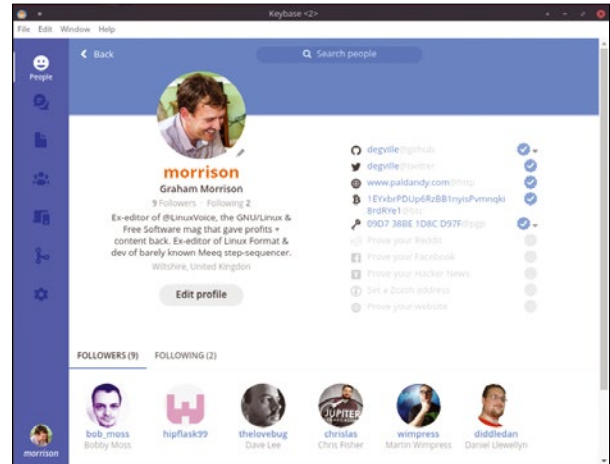 Keybase <2>
File Edit Window Help
People
Back
Search people
morrison
Graham Morrison
9 Followers · Following 2
Ex-editor of @LinuxVoice, the GNU/Linux &
Free Software mag that gave profits +
content back. Ex-editor of Linux Format &
dev of barely known Meeq step-sequencer.
Wiltshire, United Kingdon
Edit profile
degville@github
degville@twitter
www.paldandy.com@http
1EYxbrPDUp6RzBB1nyisPvmnqki
8rdRYe1@btc
09D7 38BE 1D8C D97F@pgp
Prove your Reddit
Prove your Facebook
Prove your Hacker News
Set a Zcash address
Prove your website
FOLLOWERS (9) FOLLOWING (2)
bob_moss
Bobby Moss
hipflask99
thelovebug
Dave Lee
JUPITER
chrislas
Chris Fisher
wimpress
Martin Wimpress
diddledan
Daniel Llewellyn
morrison